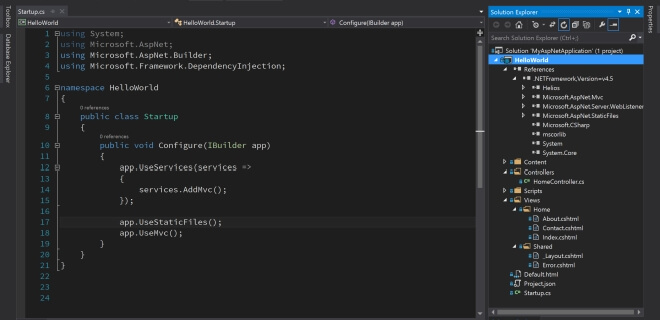 Toolbox
Database Explorer
Startup.cs
HelloWorld
HelloWorld.Startup
Configure(IBuilder app)
1 using System;
2 using Microsoft.AspNet;
3 using Microsoft.AspNet.Builder;
4 using Microsoft.Framework.DependencyInjection;
5
6 namespace HelloWorld
7 {
0 references
8 public class Startup
9 {
0 references
10 public void Configure(IBuilder app)
11 {
12 app.UseServices(services =>
13 {
14 services.AddMvc();
15 });
16
17 app.UseStaticFiles();
18 app.UseMvc();
19 }
20 }
21 }
22
23
24
Solution Explorer
Search Solution Explorer (Ctrl+;)
Solution 'MyAspNetApplication' (1 project)
HelloWorld
References
.NETFramework,Version=v4.5
Helios
Microsoft.AspNet.Mvc
Microsoft.AspNet.Server.WebListener
Microsoft.AspNet.StaticFiles
Microsoft.CSharp
mscorlib
System
System.Core
Content
Controllers
HomeController.cs
Scripts
Views
Home
About.cshtml
Contact.cshtml
Index.cshtml
Shared
_Layout.cshtml
Error.cshtml
Default.html
Project.json
Startup.cs
Properties